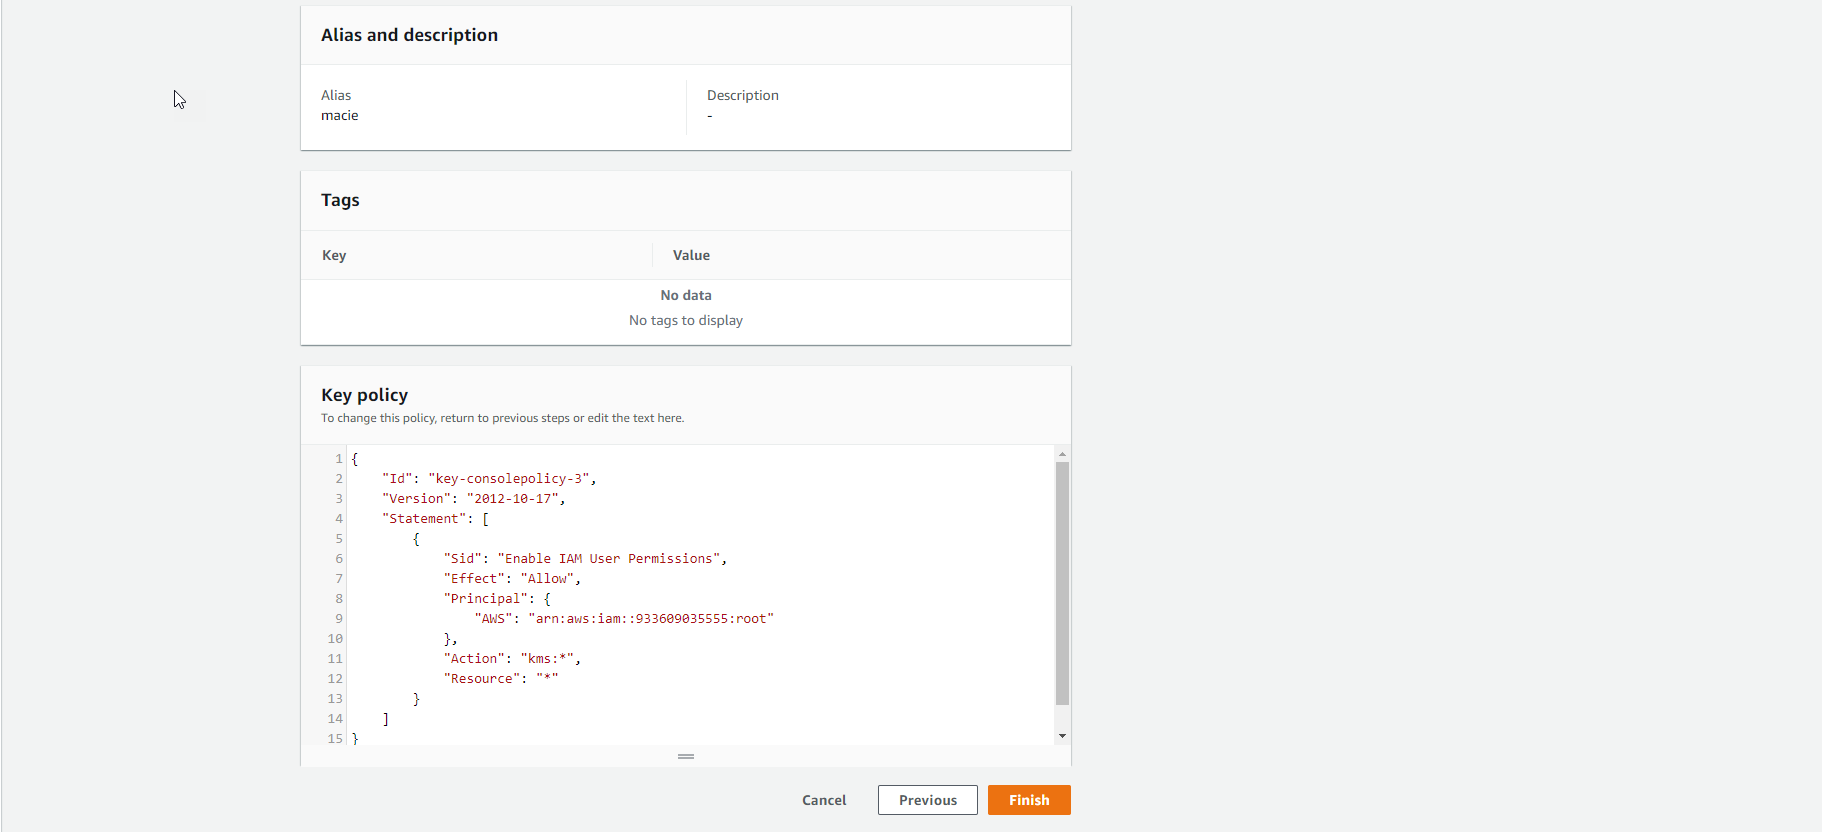 Alias and description
Alias
macie
Description
-
Tags
Key
Value
No data
No tags to display
Key policy
To change this policy, return to previous steps or edit the text here.
1 {
2     "Id": "key-consolepolicy-3",
3     "Version": "2012-10-17",
4     "Statement": [
5         {
6             "Sid": "Enable IAM User Permissions",
7             "Effect": "Allow",
8             "Principal": {
9                 "AWS": "arn:aws:iam::933609035555:root"
10             },
11             "Action": "kms:*",
12             "Resource": "*"
13         }
14     ]
15 }
Cancel
Previous
Finish